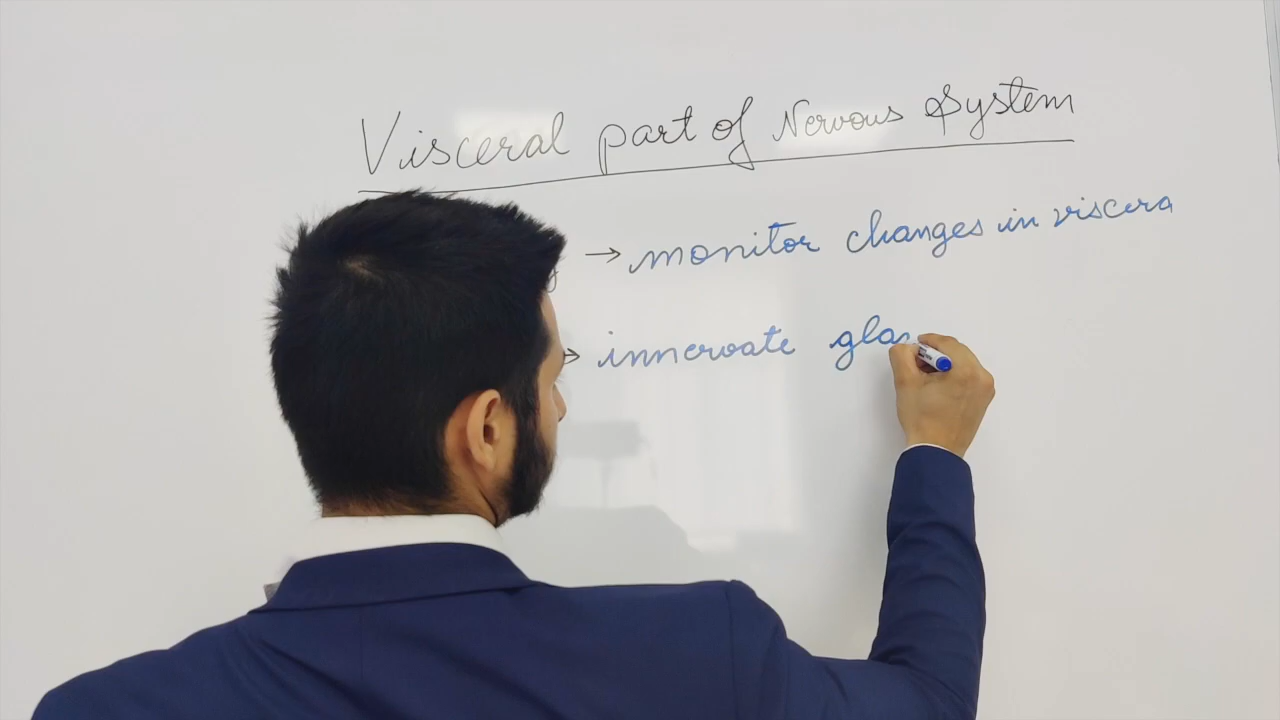 Visceral part of Nervous System
→ monitor changes in viscera
→ innervate gla